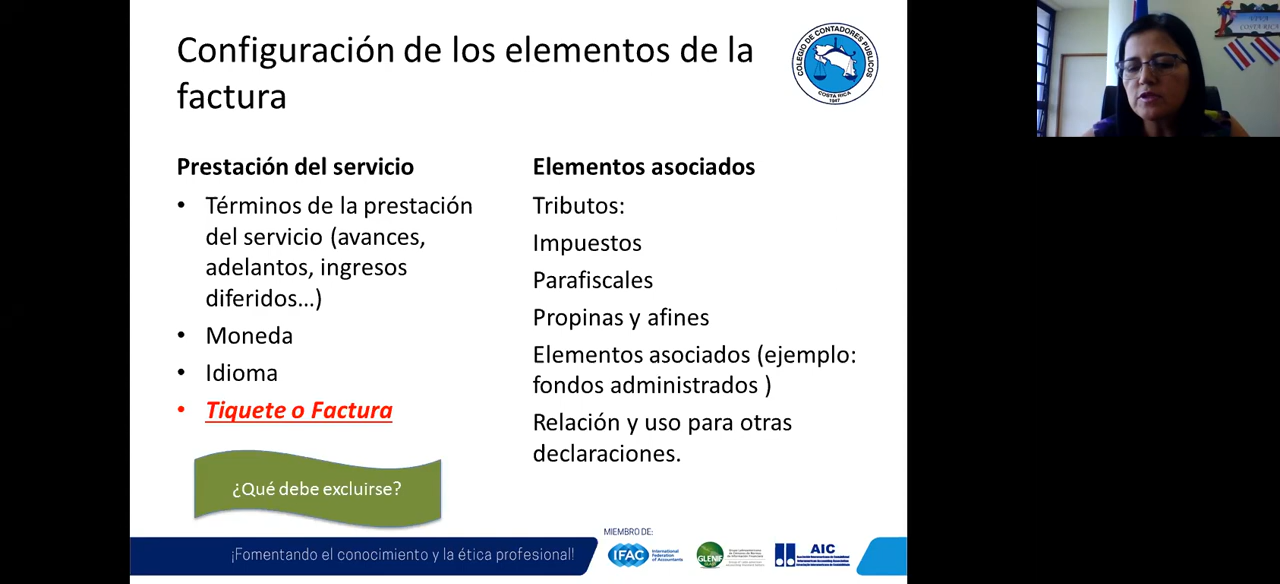 Configuración de los elementos de la
factura
COLEGIO DE CONTADORES PUBLICOS
COSTA RICA
1947
Prestación del servicio
• Términos de la prestación
del servicio (avances,
adelantos, ingresos
diferidos...)
• Moneda
• Idioma
• Tiquete o Factura
¿Qué debe excluirse?
Elementos asociados
Tributos:
Impuestos
Parafiscales
Propinas y afines
Elementos asociados (ejemplo:
fondos administrados )
Relación y uso para otras
declaraciones.
¡Fomentando el conocimiento y la ética profesional!
MIEMBRO DE:
IFAC
International
Federation
of Accountants
GLENIF
AIC
COSTA RICA